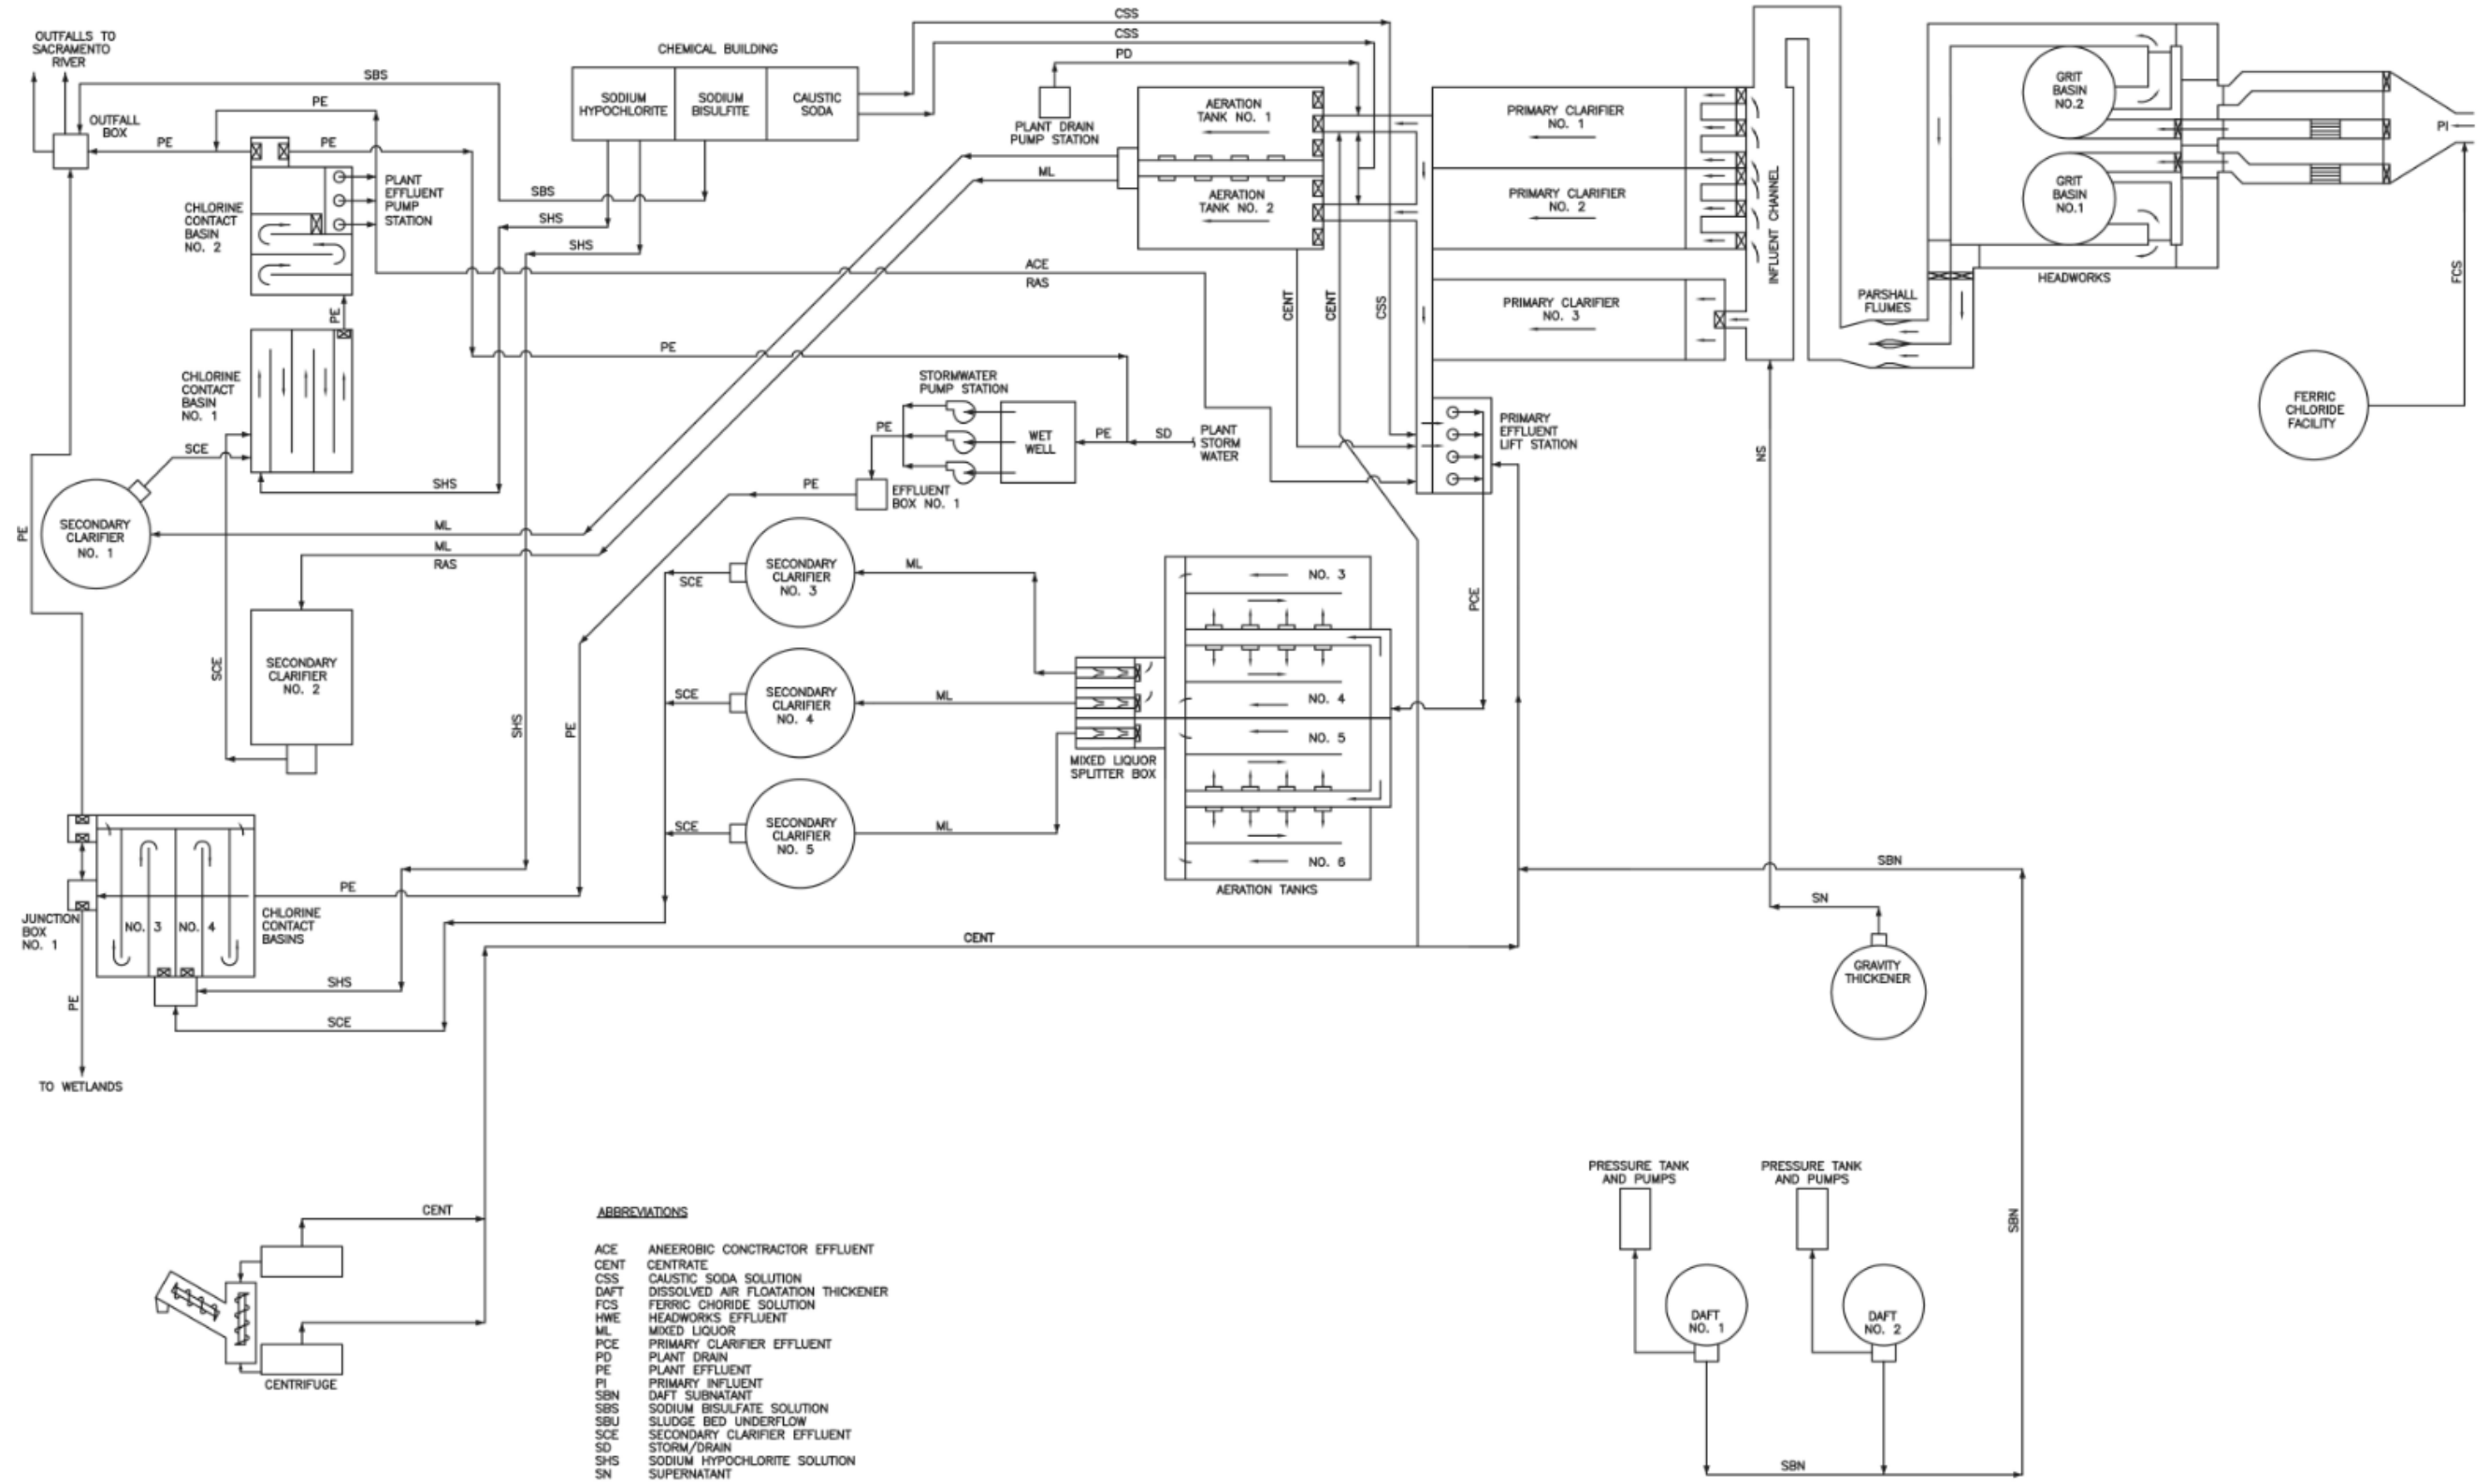 OUTFALLS TO
SACRAMENTO
RIVER
OUTFALL
BOX
SBS
PE
PE
PE
CHEMICAL BUILDING
SODIUM
HYPOCHLORITE
SODIUM
BISULFITE
CAUSTIC
SODA
CSS
CSS
PD
PLANT DRAIN
PUMP STATION
AERATION
TANK NO. 1
AERATION
TANK NO. 2
ML
PRIMARY CLARIFIER
NO. 1
PRIMARY CLARIFIER
NO. 2
PRIMARY CLARIFIER
NO. 3
INFLUENT CHANNEL
GRIT
BASIN
NO.2
GRIT
BASIN
NO.1
HEADWORKS
PARSHALL
FLUMES
PI
FCS
FERRIC
CHLORIDE
FACILITY
PLANT
EFFLUENT
PUMP
STATION
CHLORINE
CONTACT
BASIN
NO. 2
SBS
SHS
SHS
ACE
RAS
PE
PE
CENT
CENT
CSS
CHLORINE
CONTACT
BASIN
NO. 1
SCE
SHS
STORMWATER
PUMP STATION
WET
WELL
PE
PE
SD
PLANT
STORM
WATER
PE
EFFLUENT
BOX NO. 1
PRIMARY
EFFLUENT
LIFT STATION
NS
SECONDARY
CLARIFIER
NO. 1
PE
ML
ML
RAS
SECONDARY
CLARIFIER
NO. 2
SCE
SHS
PE
SECONDARY
CLARIFIER
NO. 3
SCE
ML
SECONDARY
CLARIFIER
NO. 4
SCE
ML
SECONDARY
CLARIFIER
NO. 5
SCE
ML
MIXED LIQUOR
SPLITTER BOX
NO. 3
NO. 4
NO. 5
NO. 6
AERATION TANKS
PCE
SBN
SN
GRAVITY
THICKENER
JUNCTION
BOX
NO. 1
NO. 3
NO. 4
CHLORINE
CONTACT
BASINS
PE
SHS
SCE
PE
TO WETLANDS
CENT
CENT
CENTRIFUGE
PRESSURE TANK
AND PUMPS
PRESSURE TANK
AND PUMPS
DAFT
NO. 1
DAFT
NO. 2
SBN
SBN
ABBREVIATIONS
ACE ANEEROBIC CONCTRACTOR EFFLUENT
CENT CENTRATE
CSS CAUSTIC SODA SOLUTION
DAFT DISSOLVED AIR FLOATATION THICKENER
FCS FERRIC CHORIDE SOLUTION
HWE HEADWORKS EFFLUENT
ML MIXED LIQUOR
PCE PRIMARY CLARIFIER EFFLUENT
PD PLANT DRAIN
PE PLANT EFFLUENT
PI PRIMARY INFLUENT
SBN DAFT SUBNATANT
SBS SODIUM BISULFATE SOLUTION
SBU SLUDGE BED UNDERFLOW
SCE SECONDARY CLARIFIER EFFLUENT
SD STORM/DRAIN
SHS SODIUM HYPOCHLORITE SOLUTION
SN SUPERNATANT